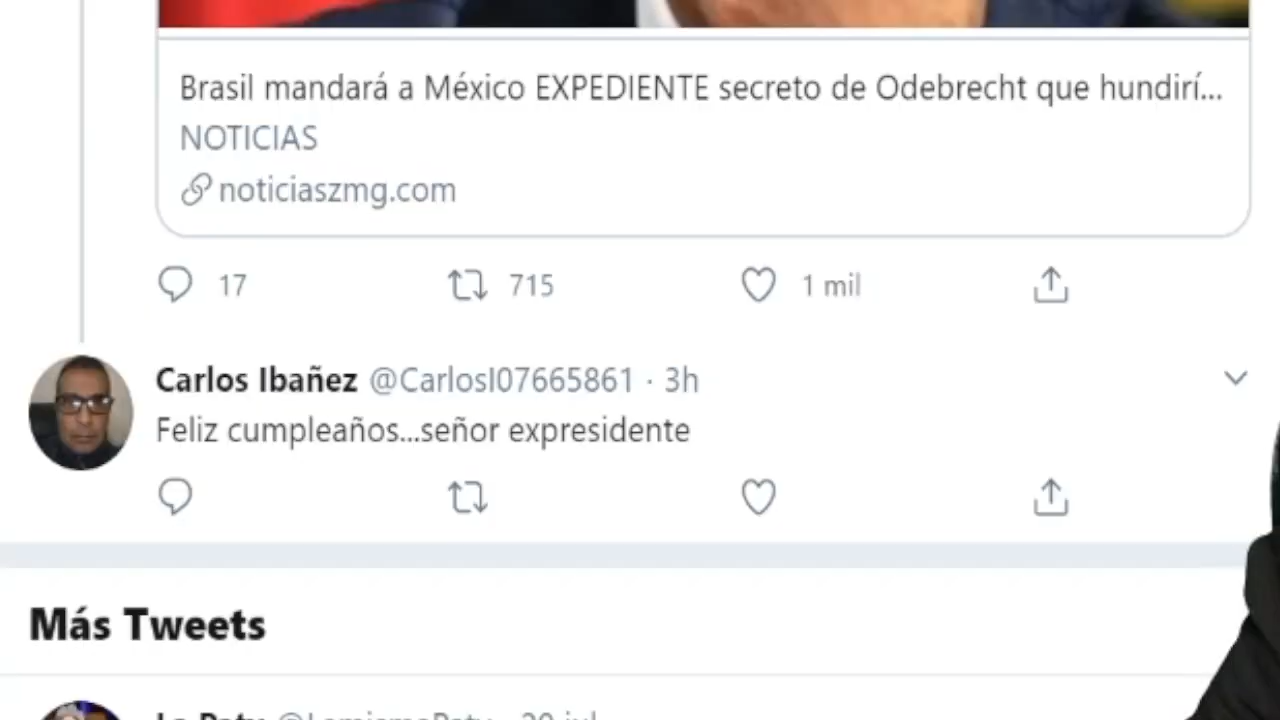 Brasil mandará a México EXPEDIENTE secreto de Odebrecht que hundirí...
NOTICIAS
noticiaszmg.com
17 715 1 mil
Carlos Ibañez @CarlosI07665861 · 3h
Feliz cumpleaños...señor expresidente
Más Tweets